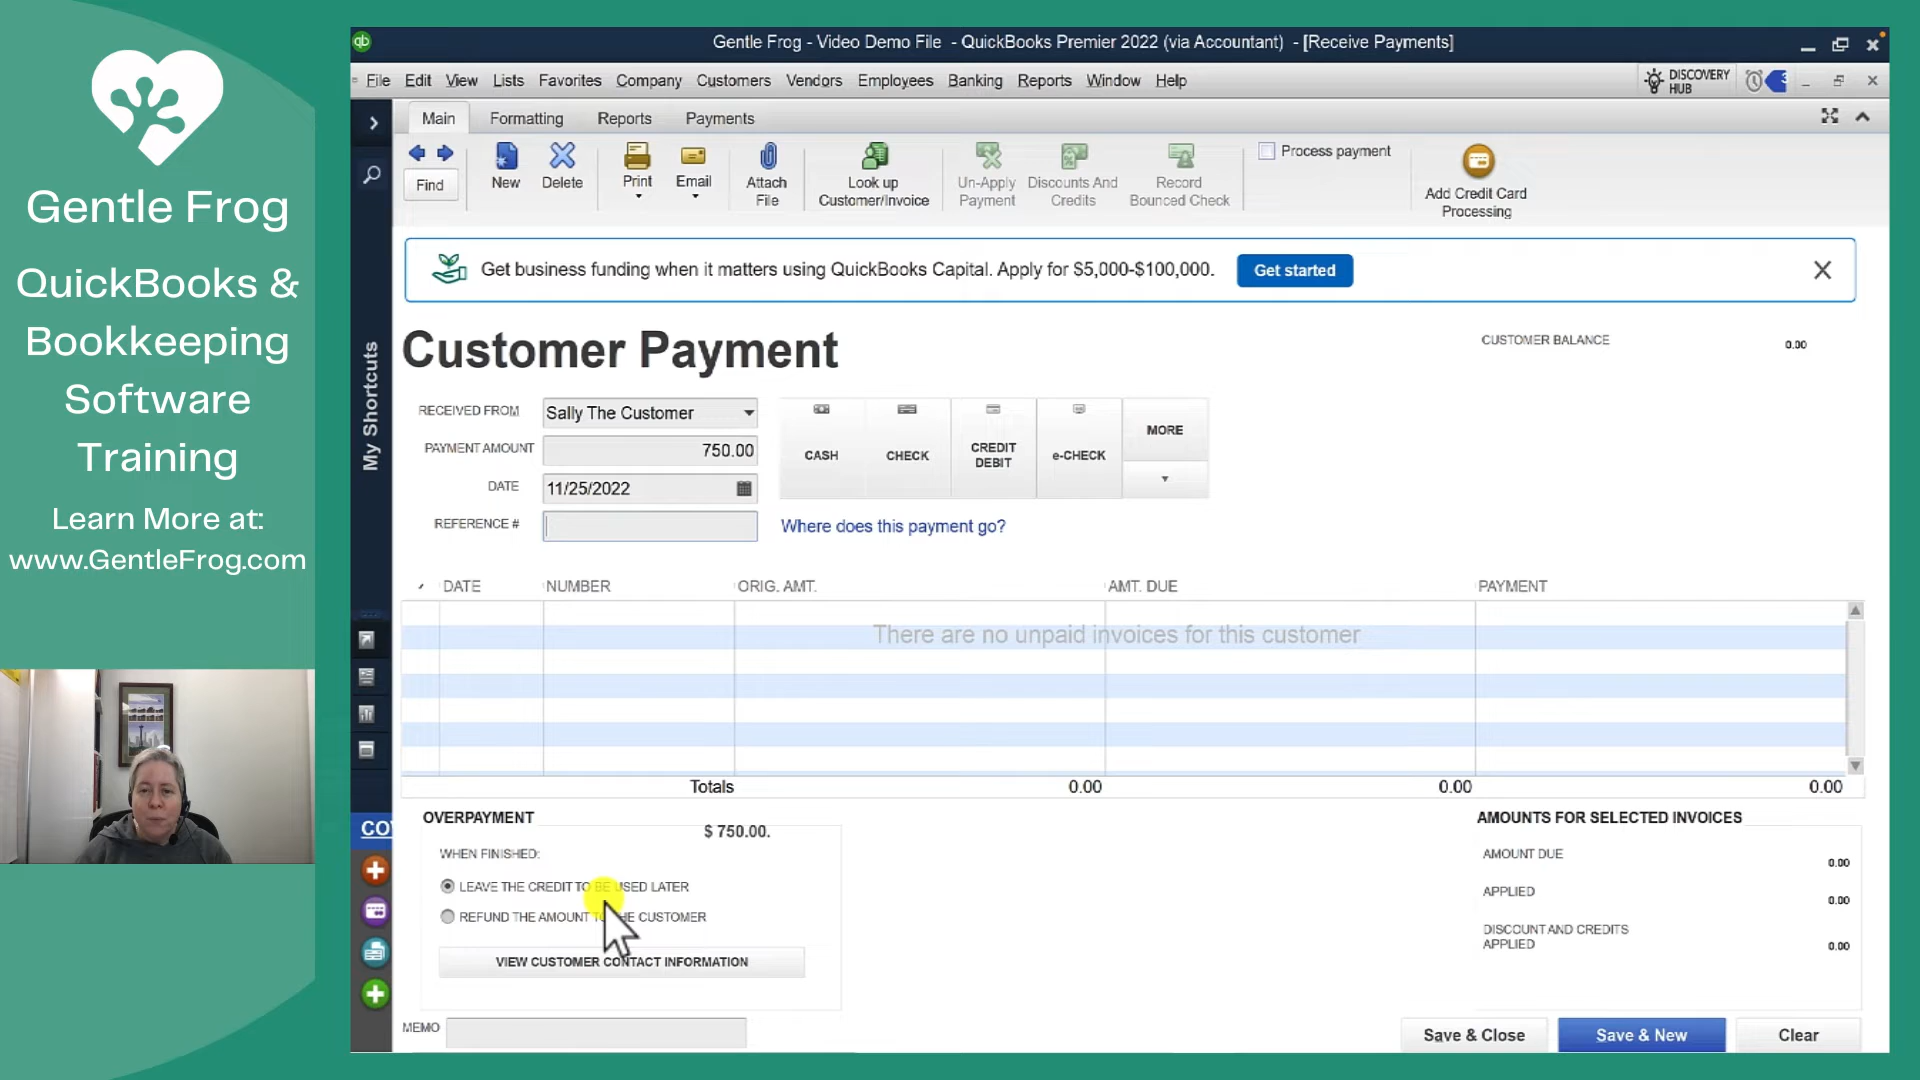 Gentle Frog
QuickBooks &
Bookkeeping
Software
Training
Learn More at:
www.GentleFrog.com
qb
Gentle Frog - Video Demo File - QuickBooks Premier 2022 (via Accountant) - [Receive Payments]
File Edit View Lists Favorites Company Customers Vendors Employees Banking Reports Window Help
DISCOVERY
HUB
Main Formatting Reports Payments
Find
New
Delete
Print
Email
Attach
File
Look up
Customer/Invoice
Un-Apply
Payment
Discounts And
Credits
Record
Bounced Check
Process payment
Add Credit Card
Processing
My Shortcuts
Get business funding when it matters using QuickBooks Capital. Apply for $5,000-$100,000. Get started
Customer Payment
CUSTOMER BALANCE 0.00
RECEIVED FROM Sally The Customer
PAYMENT AMOUNT 750.00
DATE 11/25/2022
REFERENCE #
CASH
CHECK
CREDIT
DEBIT
e-CHECK
MORE
Where does this payment go?
DATE NUMBER ORIG. AMT. AMT. DUE PAYMENT
There are no unpaid invoices for this customer
Totals 0.00 0.00 0.00
CO
OVERPAYMENT $ 750.00.
WHEN FINISHED:
LEAVE THE CREDIT TO BE USED LATER
REFUND THE AMOUNT TO THE CUSTOMER
VIEW CUSTOMER CONTACT INFORMATION
MEMO
AMOUNTS FOR SELECTED INVOICES
AMOUNT DUE 0.00
APPLIED 0.00
DISCOUNT AND CREDITS
APPLIED 0.00
Save & Close Save & New Clear